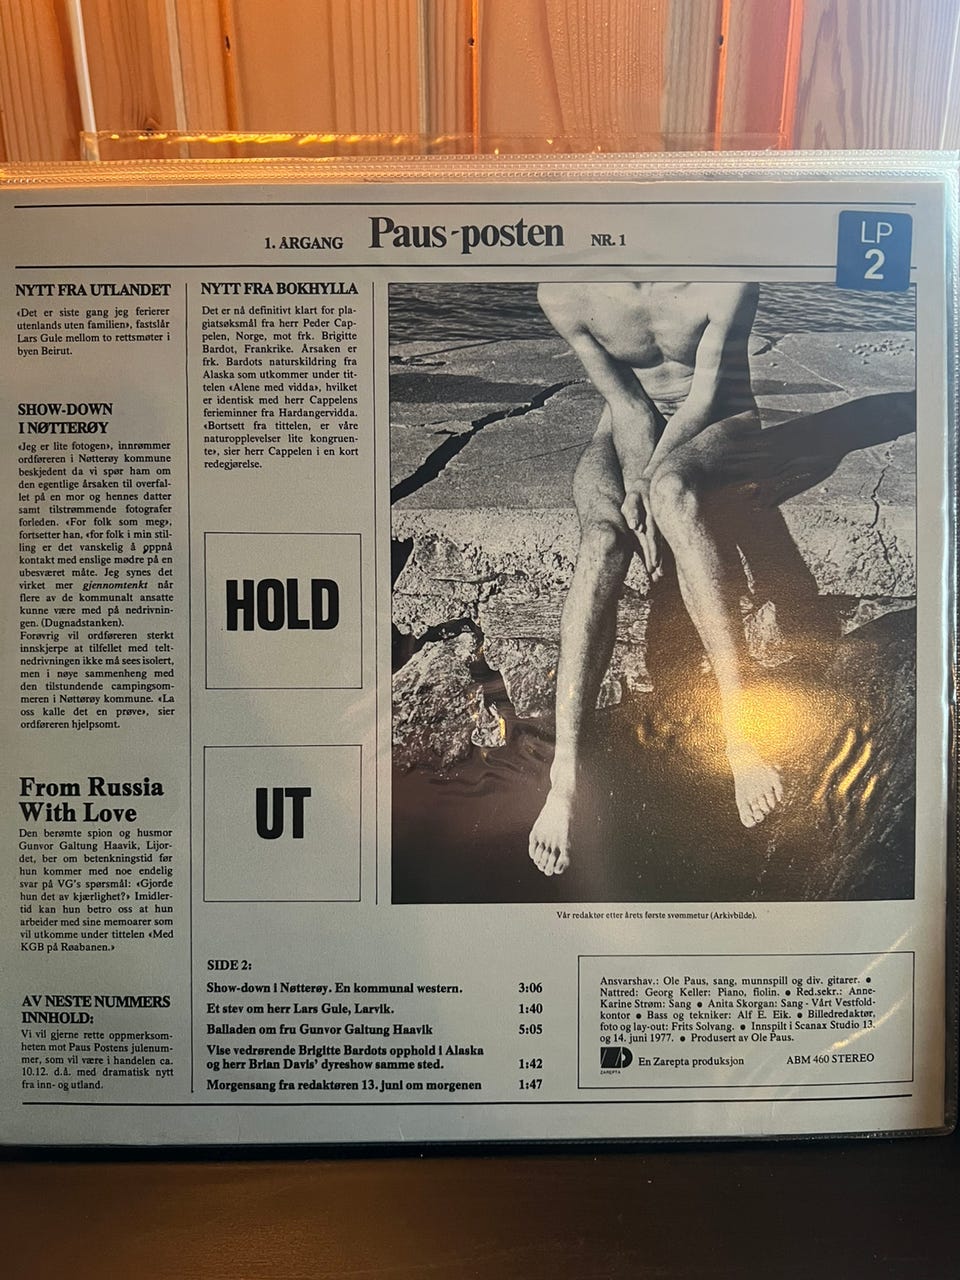 1. ÅRGANG Paus-posten NR. 1
LP
2
NYTT FRA UTLANDET
«Det er siste gang jeg ferierer
utenlands uten familien», fastslår
Lars Gule mellom to rettsmøter i
byen Beirut.
SHOW-DOWN
I NØTTERØY
«Jeg er lite fotogen», innrømmer
ordføreren i Nøtterøy kommune
beskjedent da vi spør ham om
den egentlige årsaken til overfal-
let på en mor og hennes datter
samt tilstrømmende fotografer
forleden. «For folk som meg»,
fortsetter han, «for folk i min stil-
ling er det vanskelig å oppnå
kontakt med enslige mødre på en
ubesværet måte. Jeg synes det
virket mer gjennomtenkt når
flere av de kommunalt ansatte
kunne være med på nedrivnin-
gen. (Dugnadstanken).
Forøvrig vil ordføreren sterkt
innskjerpe at tilfellet med telt-
nedrivningen ikke må sees isolert,
men i nøye sammenheng med
den tilstundende campingsom-
meren i Nøtterøy kommune. «La
oss kalle det en prøve», sier
ordføreren hjelpsomt.
From Russia
With Love
Den berømte spion og husmor
Gunvor Galtung Haavik, Lijor-
det, ber om betenkningstid før
hun kommer med noe endelig
svar på VG's spørsmål: «Gjorde
hun det av kjærlighet?» Imidler-
tid kan hun betro oss at hun
arbeider med sine memoarer som
vil utkomme under tittelen «Med
KGB på Røabanen.»
AV NESTE NUMMERS
INNHOLD:
Vi vil gjerne rette oppmerksom-
heten mot Paus Postens julenum-
mer, som vil være i handelen ca.
10.12. d.å. med dramatisk nytt
fra inn- og utland.
NYTT FRA BOKHYLLA
Det er nå definitivt klart for pla-
giatsøksmål fra herr Peder Cap-
pelen, Norge, mot frk. Brigitte
Bardot, Frankrike. Årsaken er
frk. Bardots naturskildring fra
Alaska som utkommer under tit-
telen «Alene med vidda», hvilket
er identisk med herr Cappelens
ferieminner fra Hardangervidda.
«Bortsett fra tittelen, er våre
naturopplevelser lite kongruen-
te», sier herr Cappelen i en kort
redegjørelse.
HOLD
UT
Vår redaktør etter årets første svømmetur (Arkivbilde).
SIDE 2:
Show-down i Nøtterøy. En kommunal western. 3:06
Et stev om herr Lars Gule, Larvik. 1:40
Balladen om fru Gunvor Galtung Haavik 5:05
Vise vedrørende Brigitte Bardots opphold i Alaska
og herr Brian Davis' dyreshow samme sted. 1:42
Morgensang fra redaktøren 13. juni om morgenen 1:47
Ansvarshav.: Ole Paus, sang, munnspill og div. gitarer. •
Nattred: Georg Keller: Piano, fiolin. • Red.sekr.: Anne-
Karine Strøm: Sang • Anita Skorgan: Sang - Vårt Vestfold-
kontor • Bass og tekniker: Alf E. Eik. • Billedredaktør,
foto og lay-out: Frits Solvang. • Innspilt i Scanax Studio 13.
og 14. juni 1977. • Produsert av Ole Paus.
ZAREPTA
En Zarepta produksjon ABM 460 STEREO